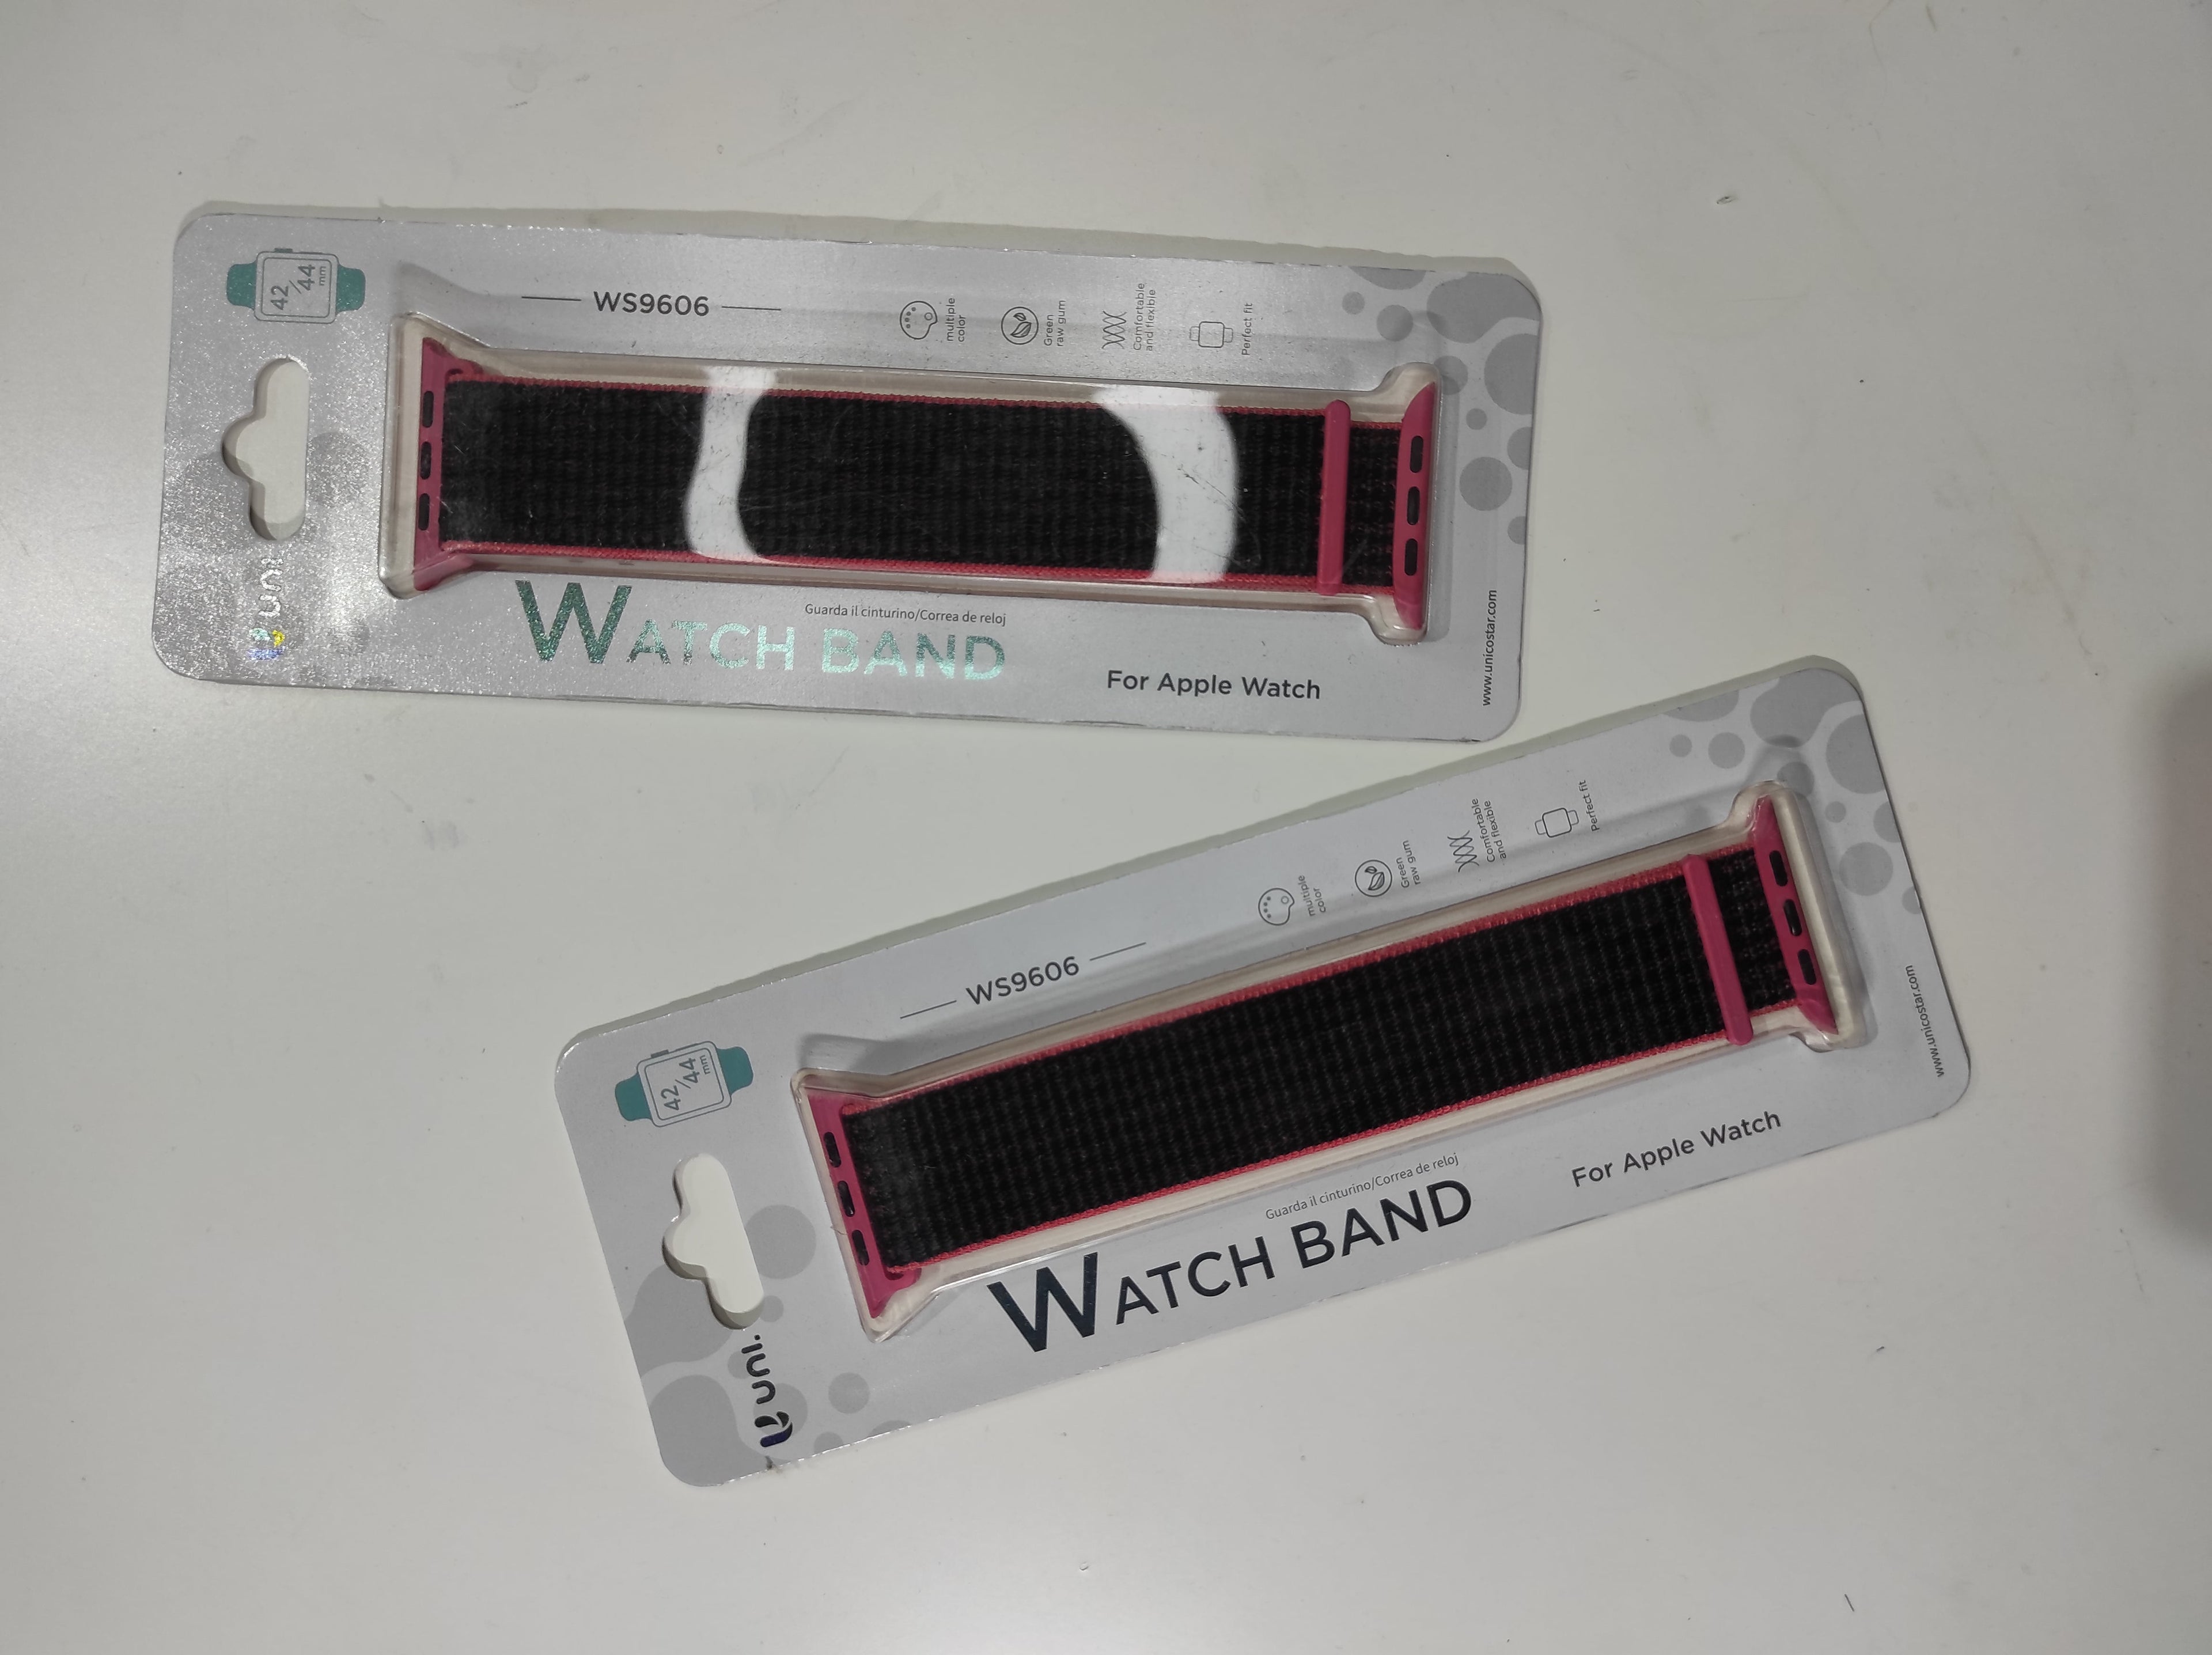 42/44
mm
WS9606
multiple
color
Green
raw gum
Comfortable
and flexible
Perfect fit
uni.
Guarda il cinturino/Correa de reloj
WATCH BAND
For Apple Watch
www.unicostar.com
42/44
mm
WS9606
multiple
color
Green
raw gum
Comfortable
and flexible
Perfect fit
uni.
Guarda il cinturino/Correa de reloj
WATCH BAND
For Apple Watch
www.unicostar.com